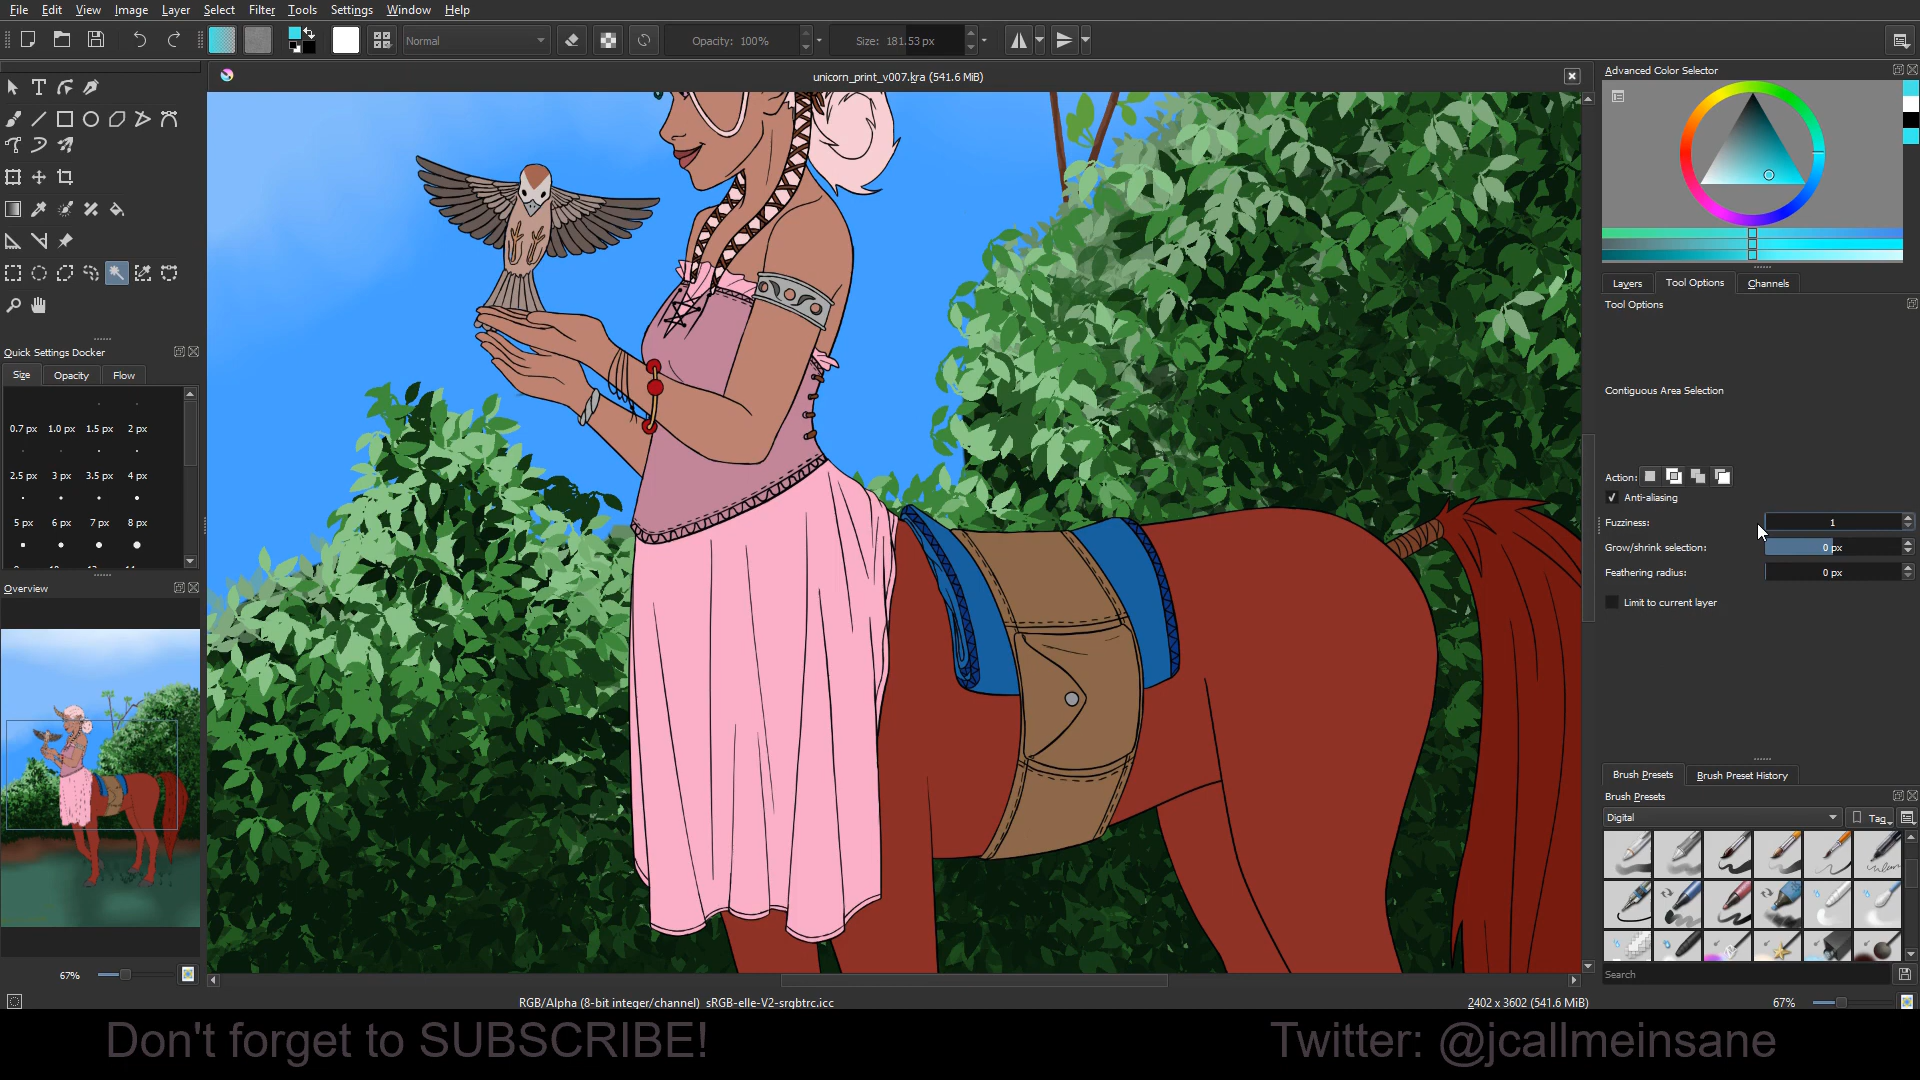 File Edit View Image Layer Select Filter Tools Settings Window Help
Normal
Opacity: 100%
Size: 181.53 px
unicorn_print_v007.kra (541.6 MiB)
Advanced Color Selector
Layers Tool Options Channels
Tool Options
Contiguous Area Selection
Action:
Anti-aliasing
Fuzziness: 1
Grow/shrink selection: 0 px
Feathering radius: 0 px
Limit to current layer
Quick Settings Docker
Size Opacity Flow
0.7 px 1.0 px 1.5 px 2 px
2.5 px 3 px 3.5 px 4 px
5 px 6 px 7 px 8 px
Overview
67%
Brush Presets Brush Preset History
Brush Presets
Digital
Tag
Search
RGB/Alpha (8-bit integer/channel) sRGB-elle-V2-srgbtrc.icc
2402 x 3602 (541.6 MiB)
67%
Don't forget to SUBSCRIBE!
Twitter: @jcallmeinsane